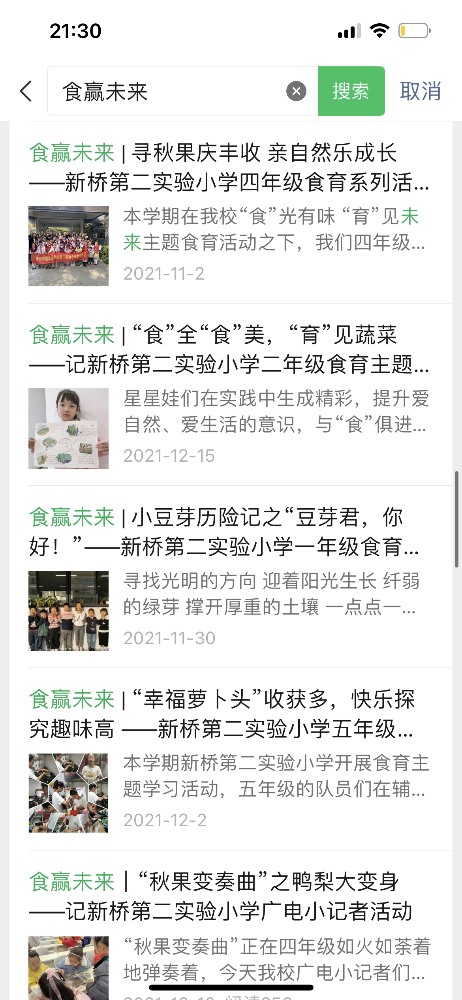 21:30
食赢未来
搜索
取消
食赢未来 | 寻秋果庆丰收 亲自然乐成长
——新桥第二实验小学四年级食育系列活...
本学期在我校“食”光有味 “育”见未
来主题食育活动之下，我们四年级...
2021-11-2
常州市新北区新桥第二实验小学
食赢未来 | “食”全“食”美，“育”见蔬菜
——记新桥第二实验小学二年级食育主题...
星星娃们在实践中生成精彩，提升爱
自然、爱生活的意识，与“食”俱进...
2021-12-15
食赢未来 | 小豆芽历险记之“豆芽君，你
好！”——新桥第二实验小学一年级食育...
寻找光明的方向 迎着阳光生长 纤弱
的绿芽 撑开厚重的土壤 一点点一...
2021-11-30
食赢未来 | “幸福萝卜头”收获多，快乐探
究趣味高 ——新桥第二实验小学五年级...
本学期新桥第二实验小学开展食育主
题学习活动，五年级的队员们在辅...
2021-12-2
食赢未来｜“秋果变奏曲”之鸭梨大变身
——记新桥第二实验小学广电小记者活动
“秋果变奏曲”正在四年级如火如荼着
地弹奏着，今天我校广电小记者们...